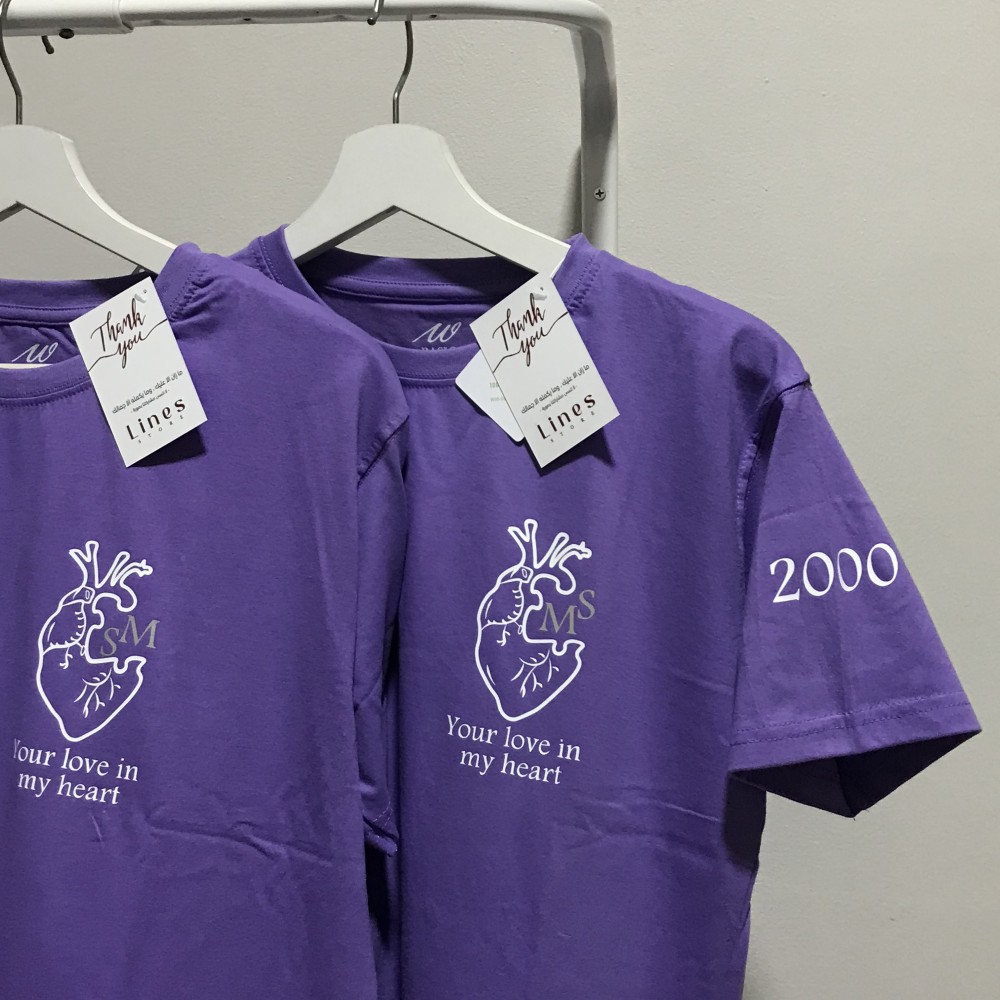 Thank
you
Lines
STORE
SM
Your love in
my heart
Thank
you
Lines
STORE
MS
Your love in
my heart
2000